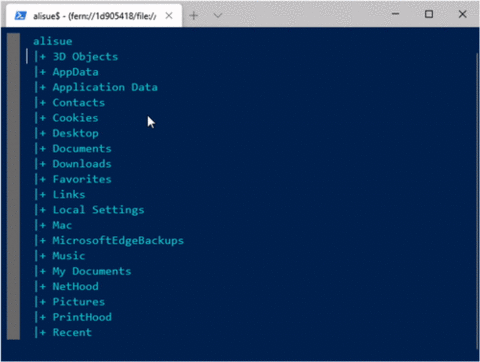 alisue$ - (fern://1d905418/file:/
alisue
|+ 3D Objects
|+ AppData
|+ Application Data
|+ Contacts
|+ Cookies
|+ Desktop
|+ Documents
|+ Downloads
|+ Favorites
|+ Links
|+ Local Settings
|+ Mac
|+ MicrosoftEdgeBackups
|+ Music
|+ My Documents
|+ NetHood
|+ Pictures
|+ PrintHood
|+ Recent